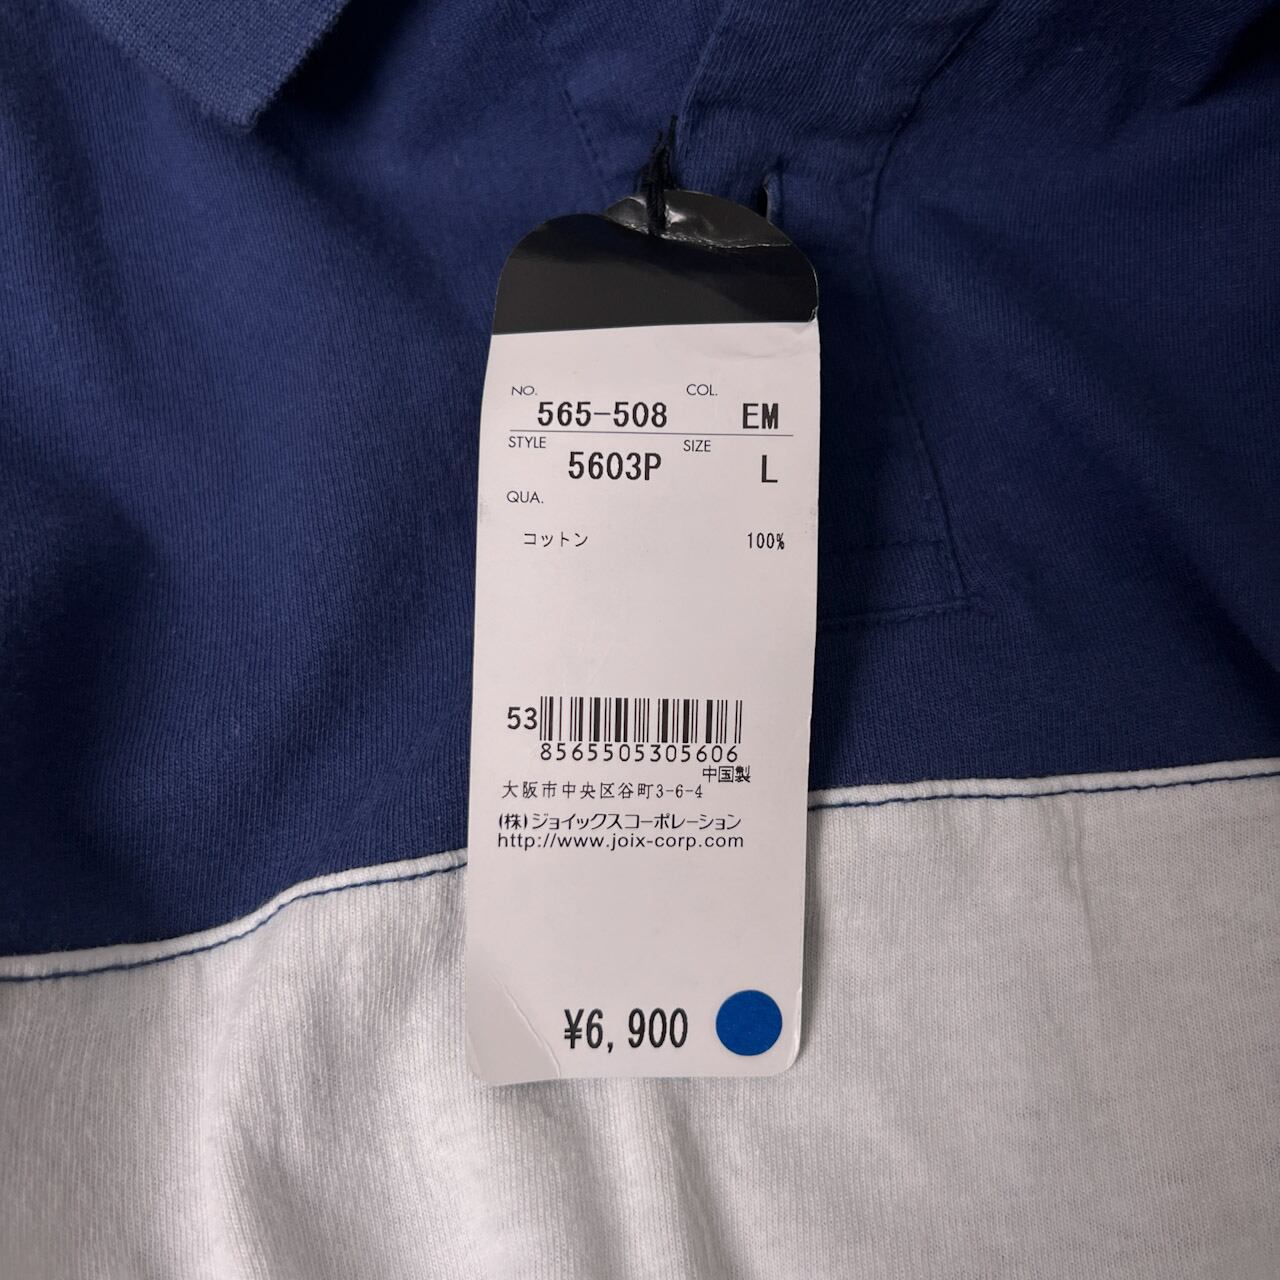 NO. 565-508 COL. EM
STYLE 5603P SIZE L
QUA.
コットン 100%
53
8565505305606
中国製
大阪市中央区谷町3-6-4
(株)ジョイックスコーポレーション
http://www.joix-corp.com
¥6,900